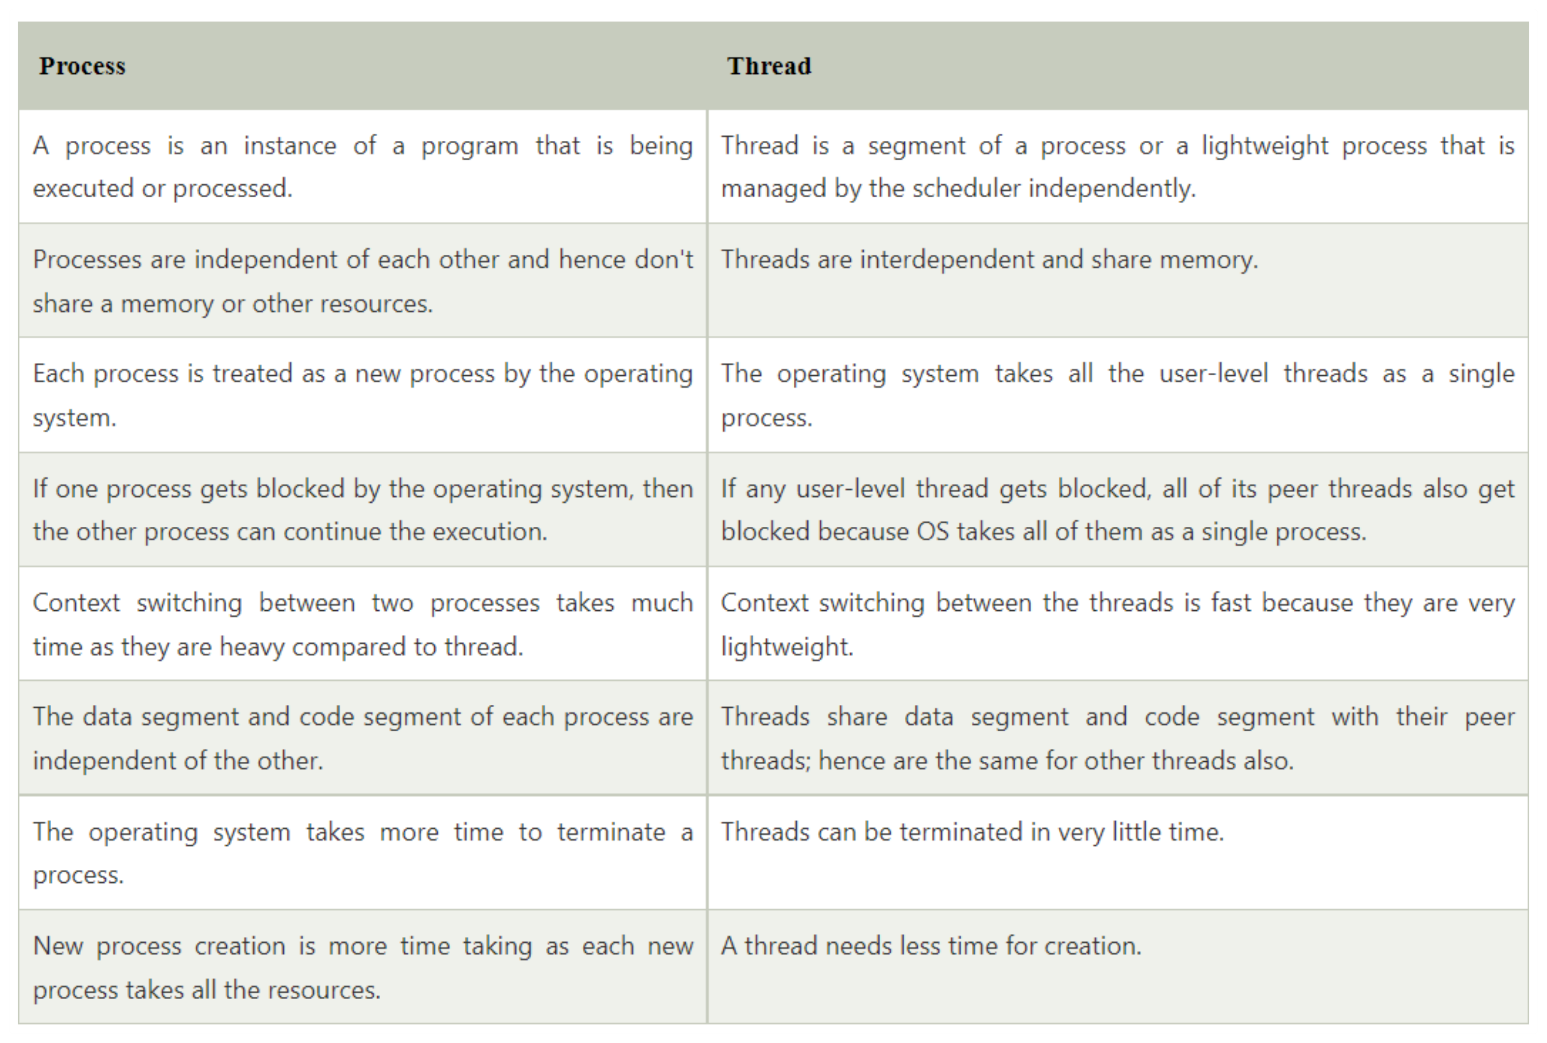 Process
Thread
A process is an instance of a program that is being
executed or processed.
Thread is a segment of a process or a lightweight process that is
managed by the scheduler independently.
Processes are independent of each other and hence don't
share a memory or other resources.
Threads are interdependent and share memory.
Each process is treated as a new process by the operating
system.
The operating system takes all the user-level threads as a single
process.
If one process gets blocked by the operating system, then
the other process can continue the execution.
If any user-level thread gets blocked, all of its peer threads also get
blocked because OS takes all of them as a single process.
Context switching between two processes takes much
time as they are heavy compared to thread.
Context switching between the threads is fast because they are very
lightweight.
The data segment and code segment of each process are
independent of the other.
Threads share data segment and code segment with their peer
threads; hence are the same for other threads also.
The operating system takes more time to terminate a
process.
Threads can be terminated in very little time.
New process creation is more time taking as each new
process takes all the resources.
A thread needs less time for creation.